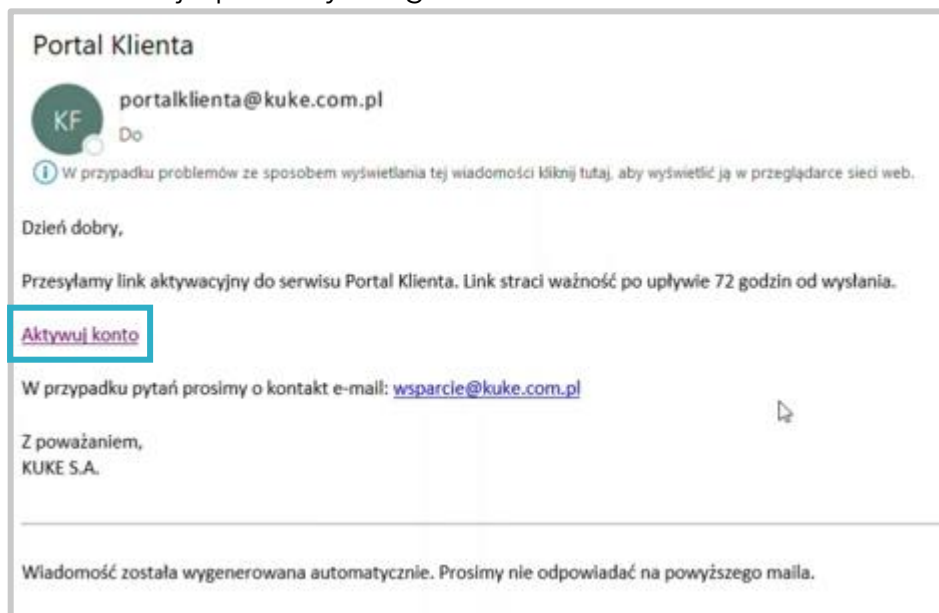 Portal Klienta
KF
portalklienta@kuke.com.pl
Do
W przypadku problemów ze sposobem wyświetlania tej wiadomości kliknij tutaj, aby wyświetlić ją w przeglądarce sieci web.
Dzień dobry,
Przesyłamy link aktywacyjny do serwisu Portal Klienta. Link straci ważność po upływie 72 godzin od wysłania.
Aktywuj konto
W przypadku pytań prosimy o kontakt e-mail: wsparcie@kuke.com.pl
Z poważaniem,
KUKE S.A.
Wiadomość została wygenerowana automatycznie. Prosimy nie odpowiadać na powyższego maila.